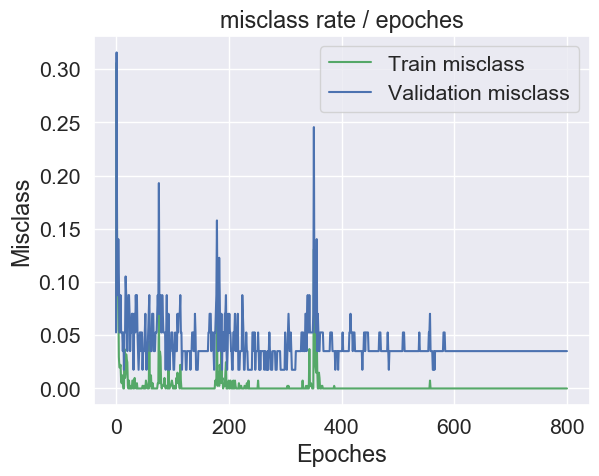 misclass rate / epoches
Train misclass
Validation misclass
0.30
0.25
0.20
0.15
0.10
0.05
0.00
Misclass
0
200
400
600
800
Epoches